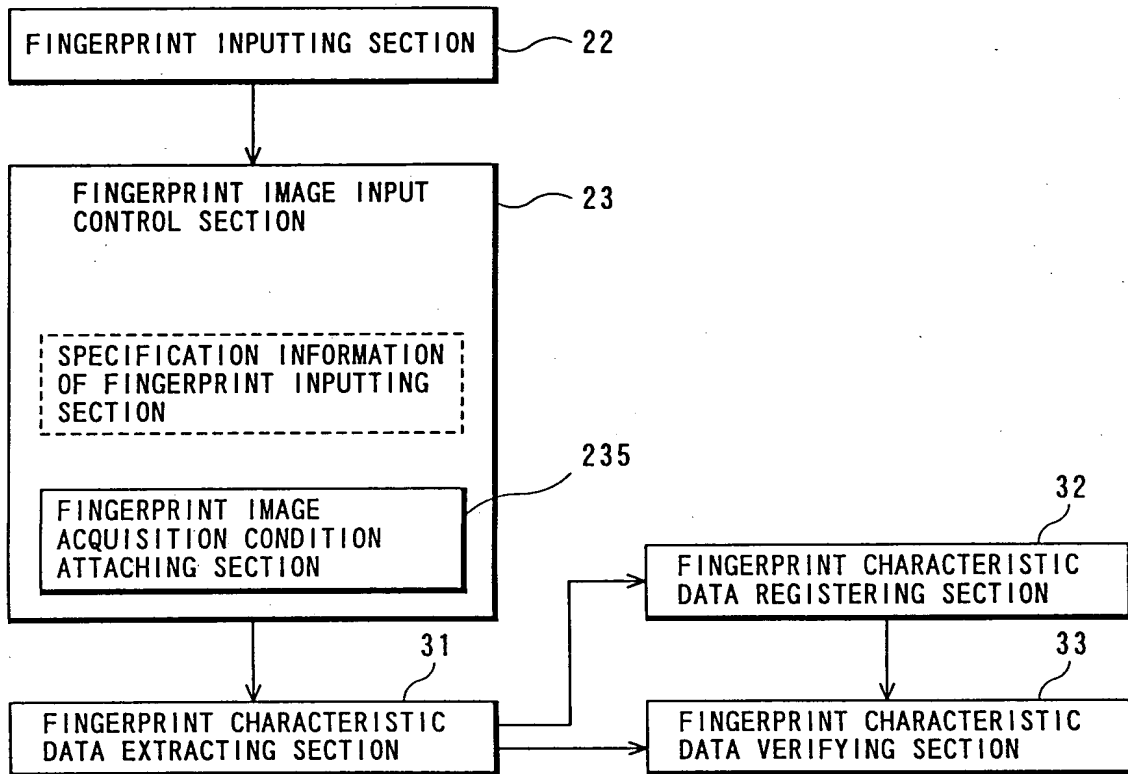 FINGERPRINT INPUTTING SECTION
22
FINGERPRINT IMAGE INPUT
CONTROL SECTION
23
SPECIFICATION INFORMATION
OF FINGERPRINT INPUTTING
SECTION
235
FINGERPRINT IMAGE
ACQUISITION CONDITION
ATTACHING SECTION
32
FINGERPRINT CHARACTERISTIC
DATA REGISTERING SECTION
31
FINGERPRINT CHARACTERISTIC
DATA EXTRACTING SECTION
33
FINGERPRINT CHARACTERISTIC
DATA VERIFYING SECTION